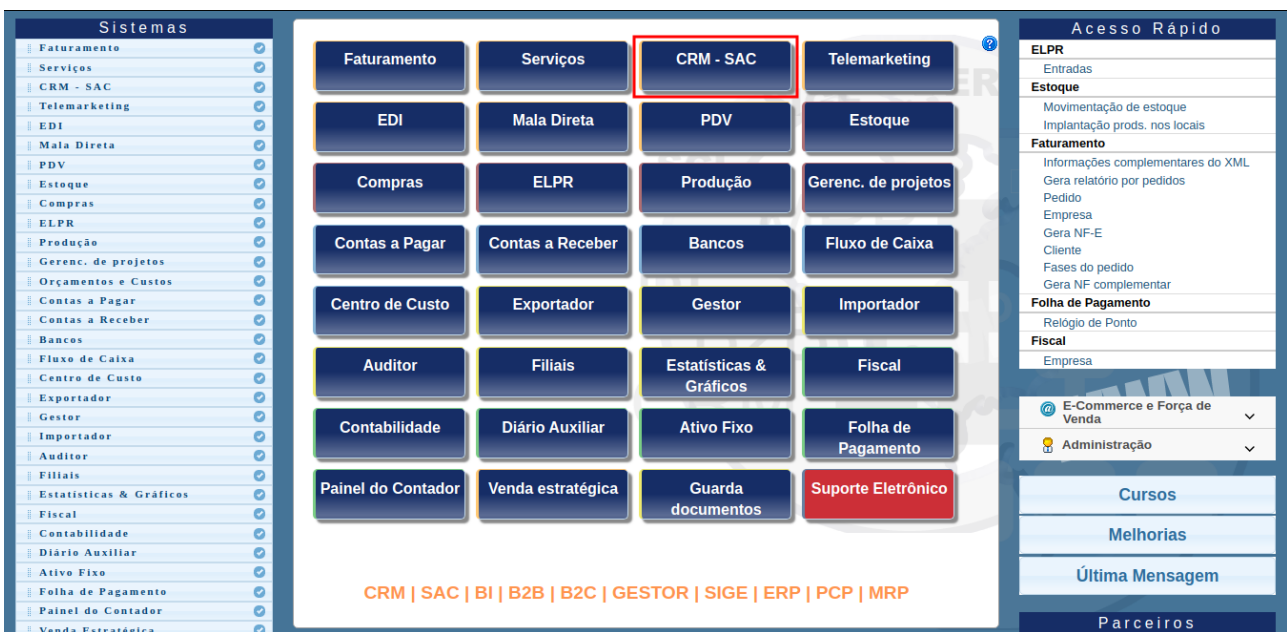 Sistemas
Faturamento
Serviços
CRM - SAC
Telemarketing
EDI
Mala Direta
PDV
Estoque
Compras
ELPR
Produção
Gerenc. de projetos
Orçamentos e Custos
Contas a Pagar
Contas a Receber
Bancos
Fluxo de Caixa
Centro de Custo
Exportador
Gestor
Importador
Auditor
Filiais
Estatísticas & Gráficos
Fiscal
Contabilidade
Diário Auxiliar
Ativo Fixo
Folha de Pagamento
Painel do Contador
Venda Estratégica
Faturamento
Serviços
CRM - SAC
Telemarketing
EDI
Mala Direta
PDV
Estoque
Compras
ELPR
Produção
Gerenc. de projetos
Contas a Pagar
Contas a Receber
Bancos
Fluxo de Caixa
Centro de Custo
Exportador
Gestor
Importador
Auditor
Filiais
Estatísticas &
Gráficos
Fiscal
Contabilidade
Diário Auxiliar
Ativo Fixo
Folha de
Pagamento
Painel do Contador
Venda estratégica
Guarda
documentos
Suporte Eletrônico
CRM | SAC | BI | B2B | B2C | GESTOR | SIGE | ERP | PCP | MRP
Acesso Rápido
ELPR
Entradas
Estoque
Movimentação de estoque
Implantação prods. nos locais
Faturamento
Informações complementares do XML
Gera relatório por pedidos
Pedido
Empresa
Gera NF-E
Cliente
Fases do pedido
Gera NF complementar
Folha de Pagamento
Relógio de Ponto
Fiscal
Empresa
E-Commerce e Força de
Venda
Administração
Cursos
Melhorias
Última Mensagem
Parceiros